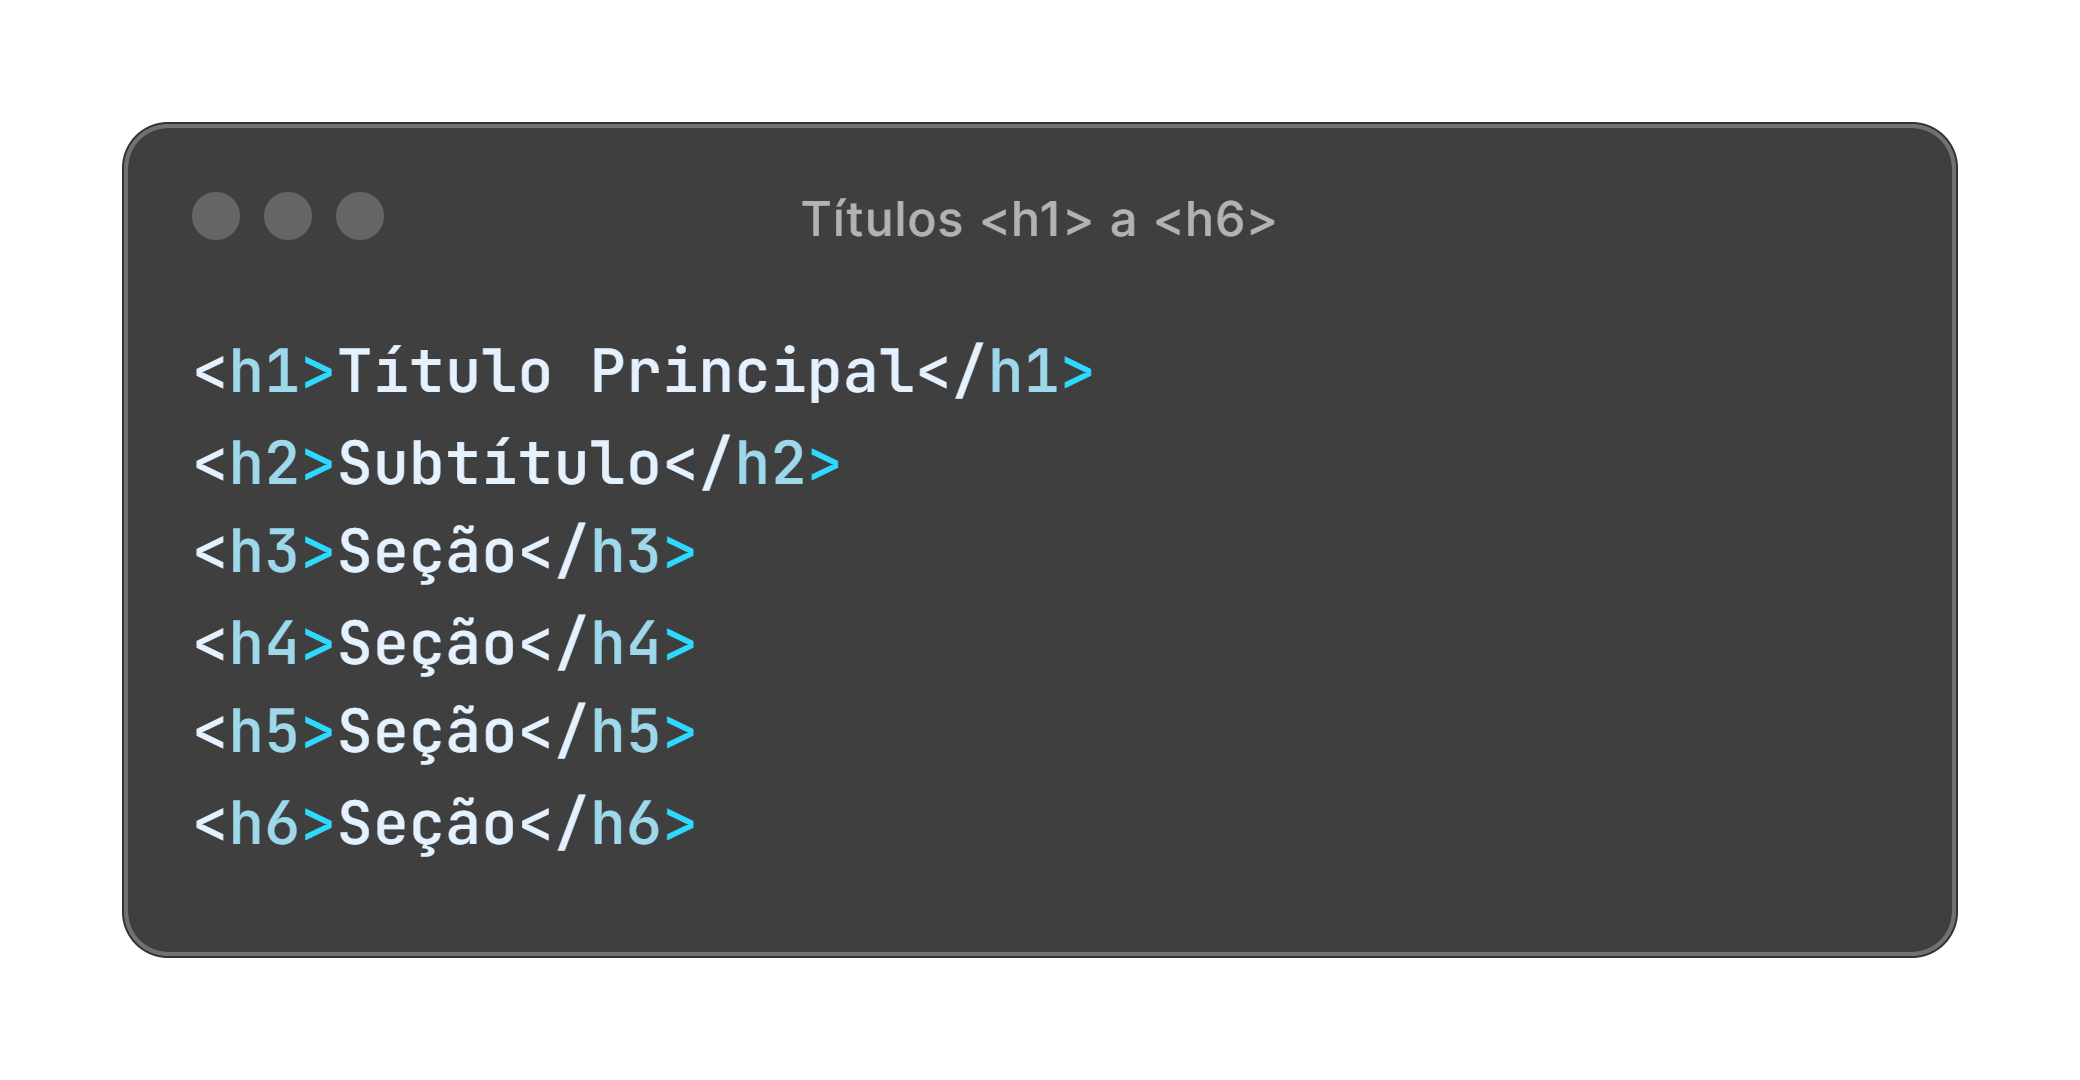 Títulos <h1> a <h6>
<h1>Título Principal</h1>
<h2>Subtítulo</h2>
<h3>Seção</h3>
<h4>Seção</h4>
<h5>Seção</h5>
<h6>Seção</h6>